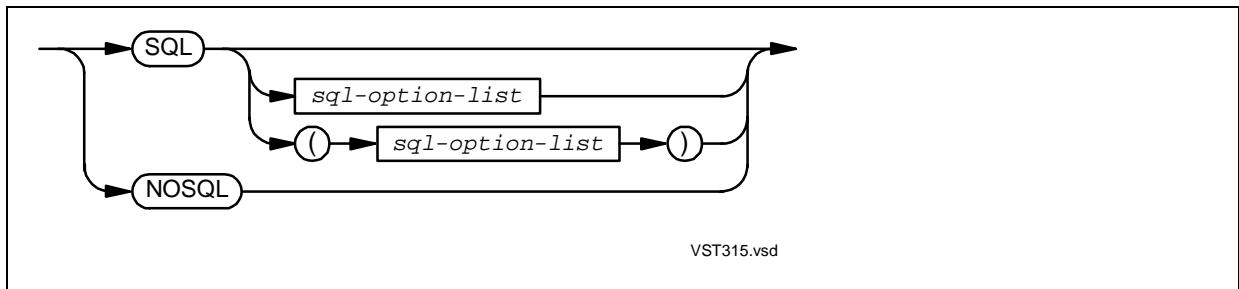 SQL
sql-option-list
( sql-option-list )
NOSQL
VST315.vsd